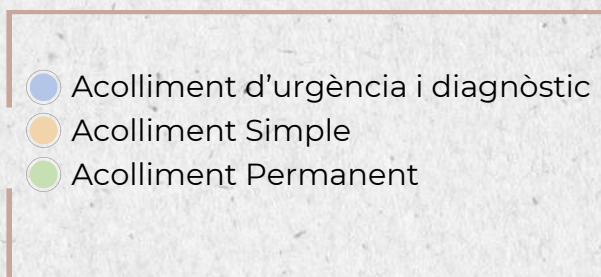 Acolliment d’urgència i diagnòstic
Acolliment Simple
Acolliment Permanent